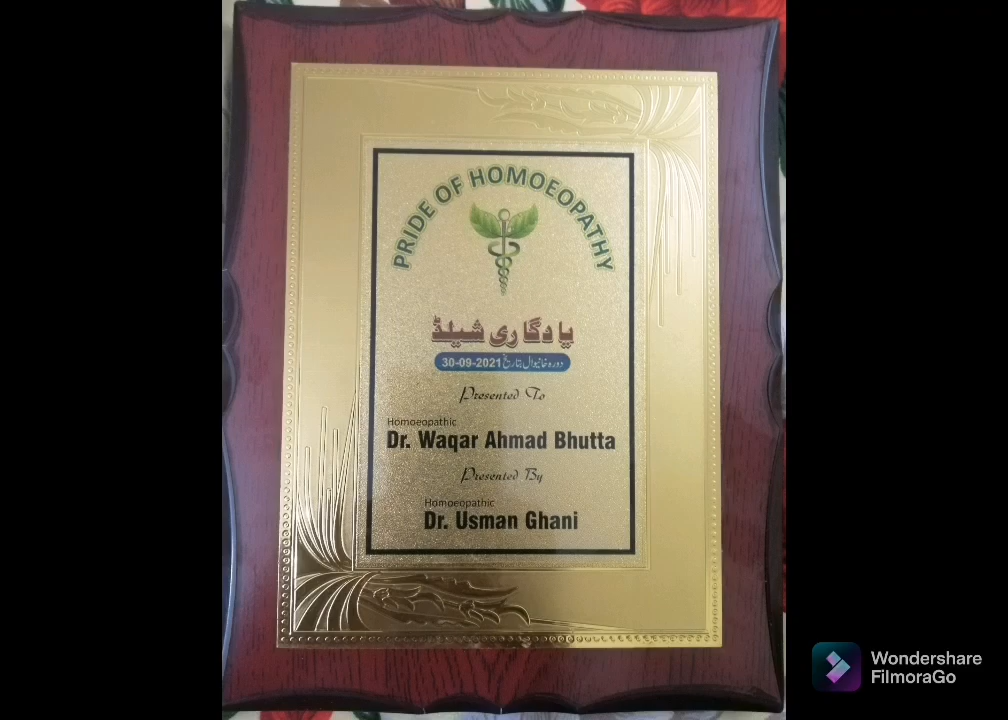 PRIDE OF HOMOEOPATHY
یادگاری شیلڈ
دورہ خانیوال بتاریخ 30-09-2021
Presented To
Homoeopathic
Dr. Waqar Ahmad Bhutta
Presented By
Homoeopathic
Dr. Usman Ghani
Wondershare
FilmoraGo